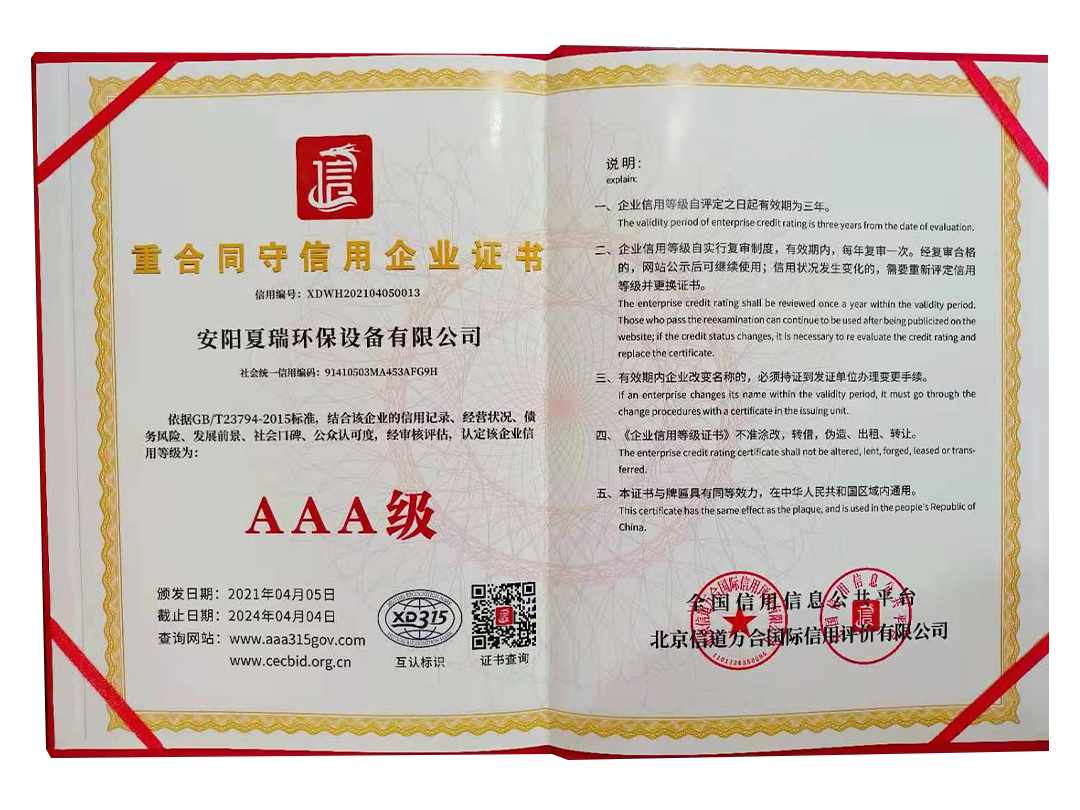 信
重合同守信用企业证书
信用编号：XDWH202104050013
安阳夏瑞环保设备有限公司
社会统一信用编码：91410503MA453AFG9H
依据GB/T23794-2015标准，结合该企业的信用记录、经营状况、债
务风险、发展前景、社会口碑、公众认可度，经审核评估，认定该企业信
用等级为：
AAA级
颁发日期：2021年04月05日
截止日期：2024年04月04日
查询网站：www.aaa315gov.com
www.cecbid.org.cn
XD315
互认标识
证书查询
说明：
explain:
一、企业信用等级自评定之日起有效期为三年。
The validity period of enterprise credit rating is three years from the date of evaluation.
二、企业信用等级自实行复审制度，有效期内，每年复审一次。经复审合格
的，网站公示后可继续使用；信用状况发生变化的，需要重新评定信用
等级并更换证书。
The enterprise credit rating shall be reviewed once a year within the validity period.
Those who pass the reexamination can continue to be used after being publicized on the
website; if the credit status changes, it is necessary to re evaluate the credit rating and
replace the certificate.
三、有效期内企业改变名称的，必须持证到发证单位办理变更手续。
If an enterprise changes its name within the validity period, it must go through the
change procedures with a certificate in the issuing unit.
四、《企业信用等级证书》不准涂改，转借，伪造、出租、转让。
The enterprise credit rating certificate shall not be altered, lent, forged, leased or trans-
ferred.
五、本证书与牌匾具有同等效力，在中华人民共和国区域内通用。
This certificate has the same effect as the plaque, and is used in the people's Republic of
China.
全国信用信息公共平台
北京信道万合国际信用评价有限公司